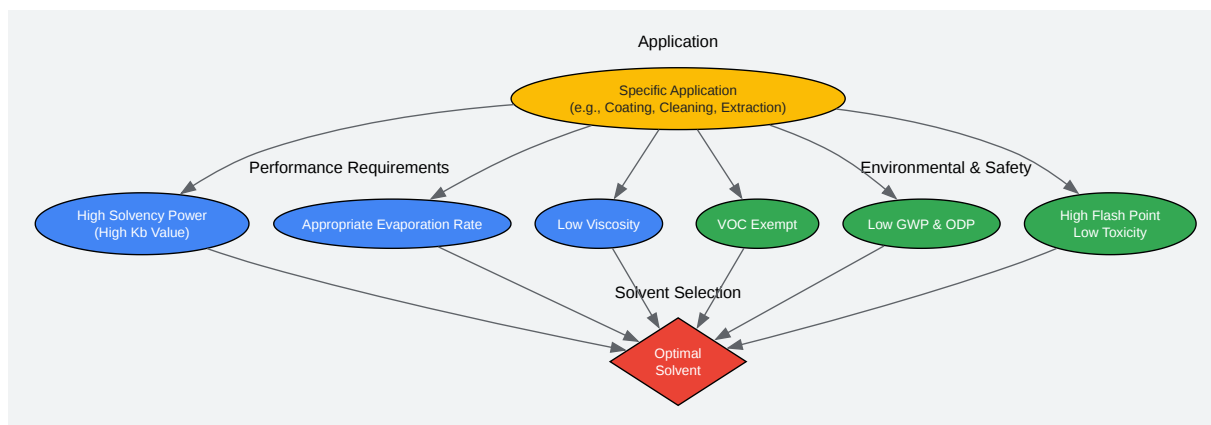 Application
Specific Application
(e.g., Coating, Cleaning, Extraction)
Performance Requirements
Environmental & Safety
High Solvency Power
(High Kb Value)
Appropriate Evaporation Rate
Low Viscosity
VOC Exempt
Low GWP & ODP
High Flash Point
Low Toxicity
Solvent Selection
Optimal
Solvent